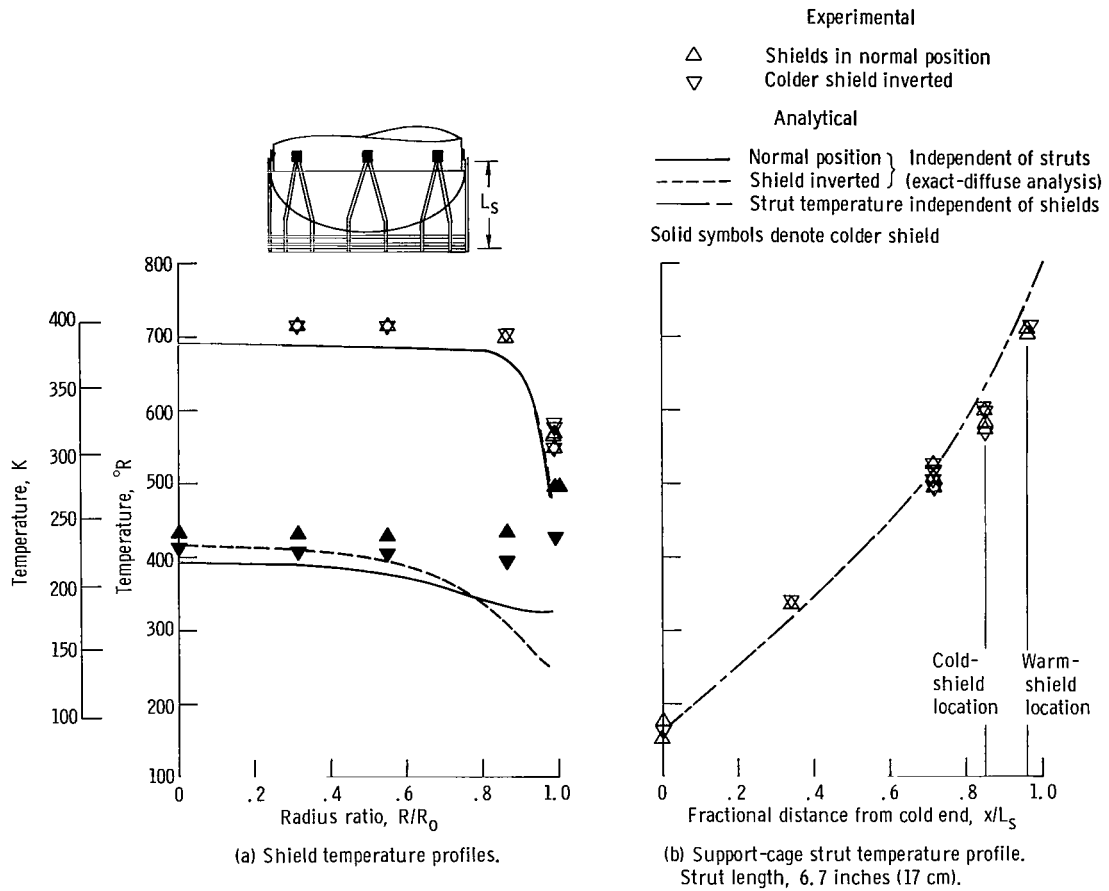 Experimental
Shields in normal position
Colder shield inverted
Analytical
Normal position
Shield inverted
Independent of struts
(exact-diffuse analysis)
Strut temperature independent of shields
Solid symbols denote colder shield
LS
Temperature, K
400
350
300
250
200
150
100
Temperature, °R
800
700
600
500
400
300
200
100
0
.2
.4
.6
.8
1.0
Radius ratio, R/RO
(a) Shield temperature profiles.
Cold-
shield
location
Warm-
shield
location
0
.2
.4
.6
.8
1.0
Fractional distance from cold end, x/LS
(b) Support-cage strut temperature profile.
Strut length, 6.7 inches (17 cm).